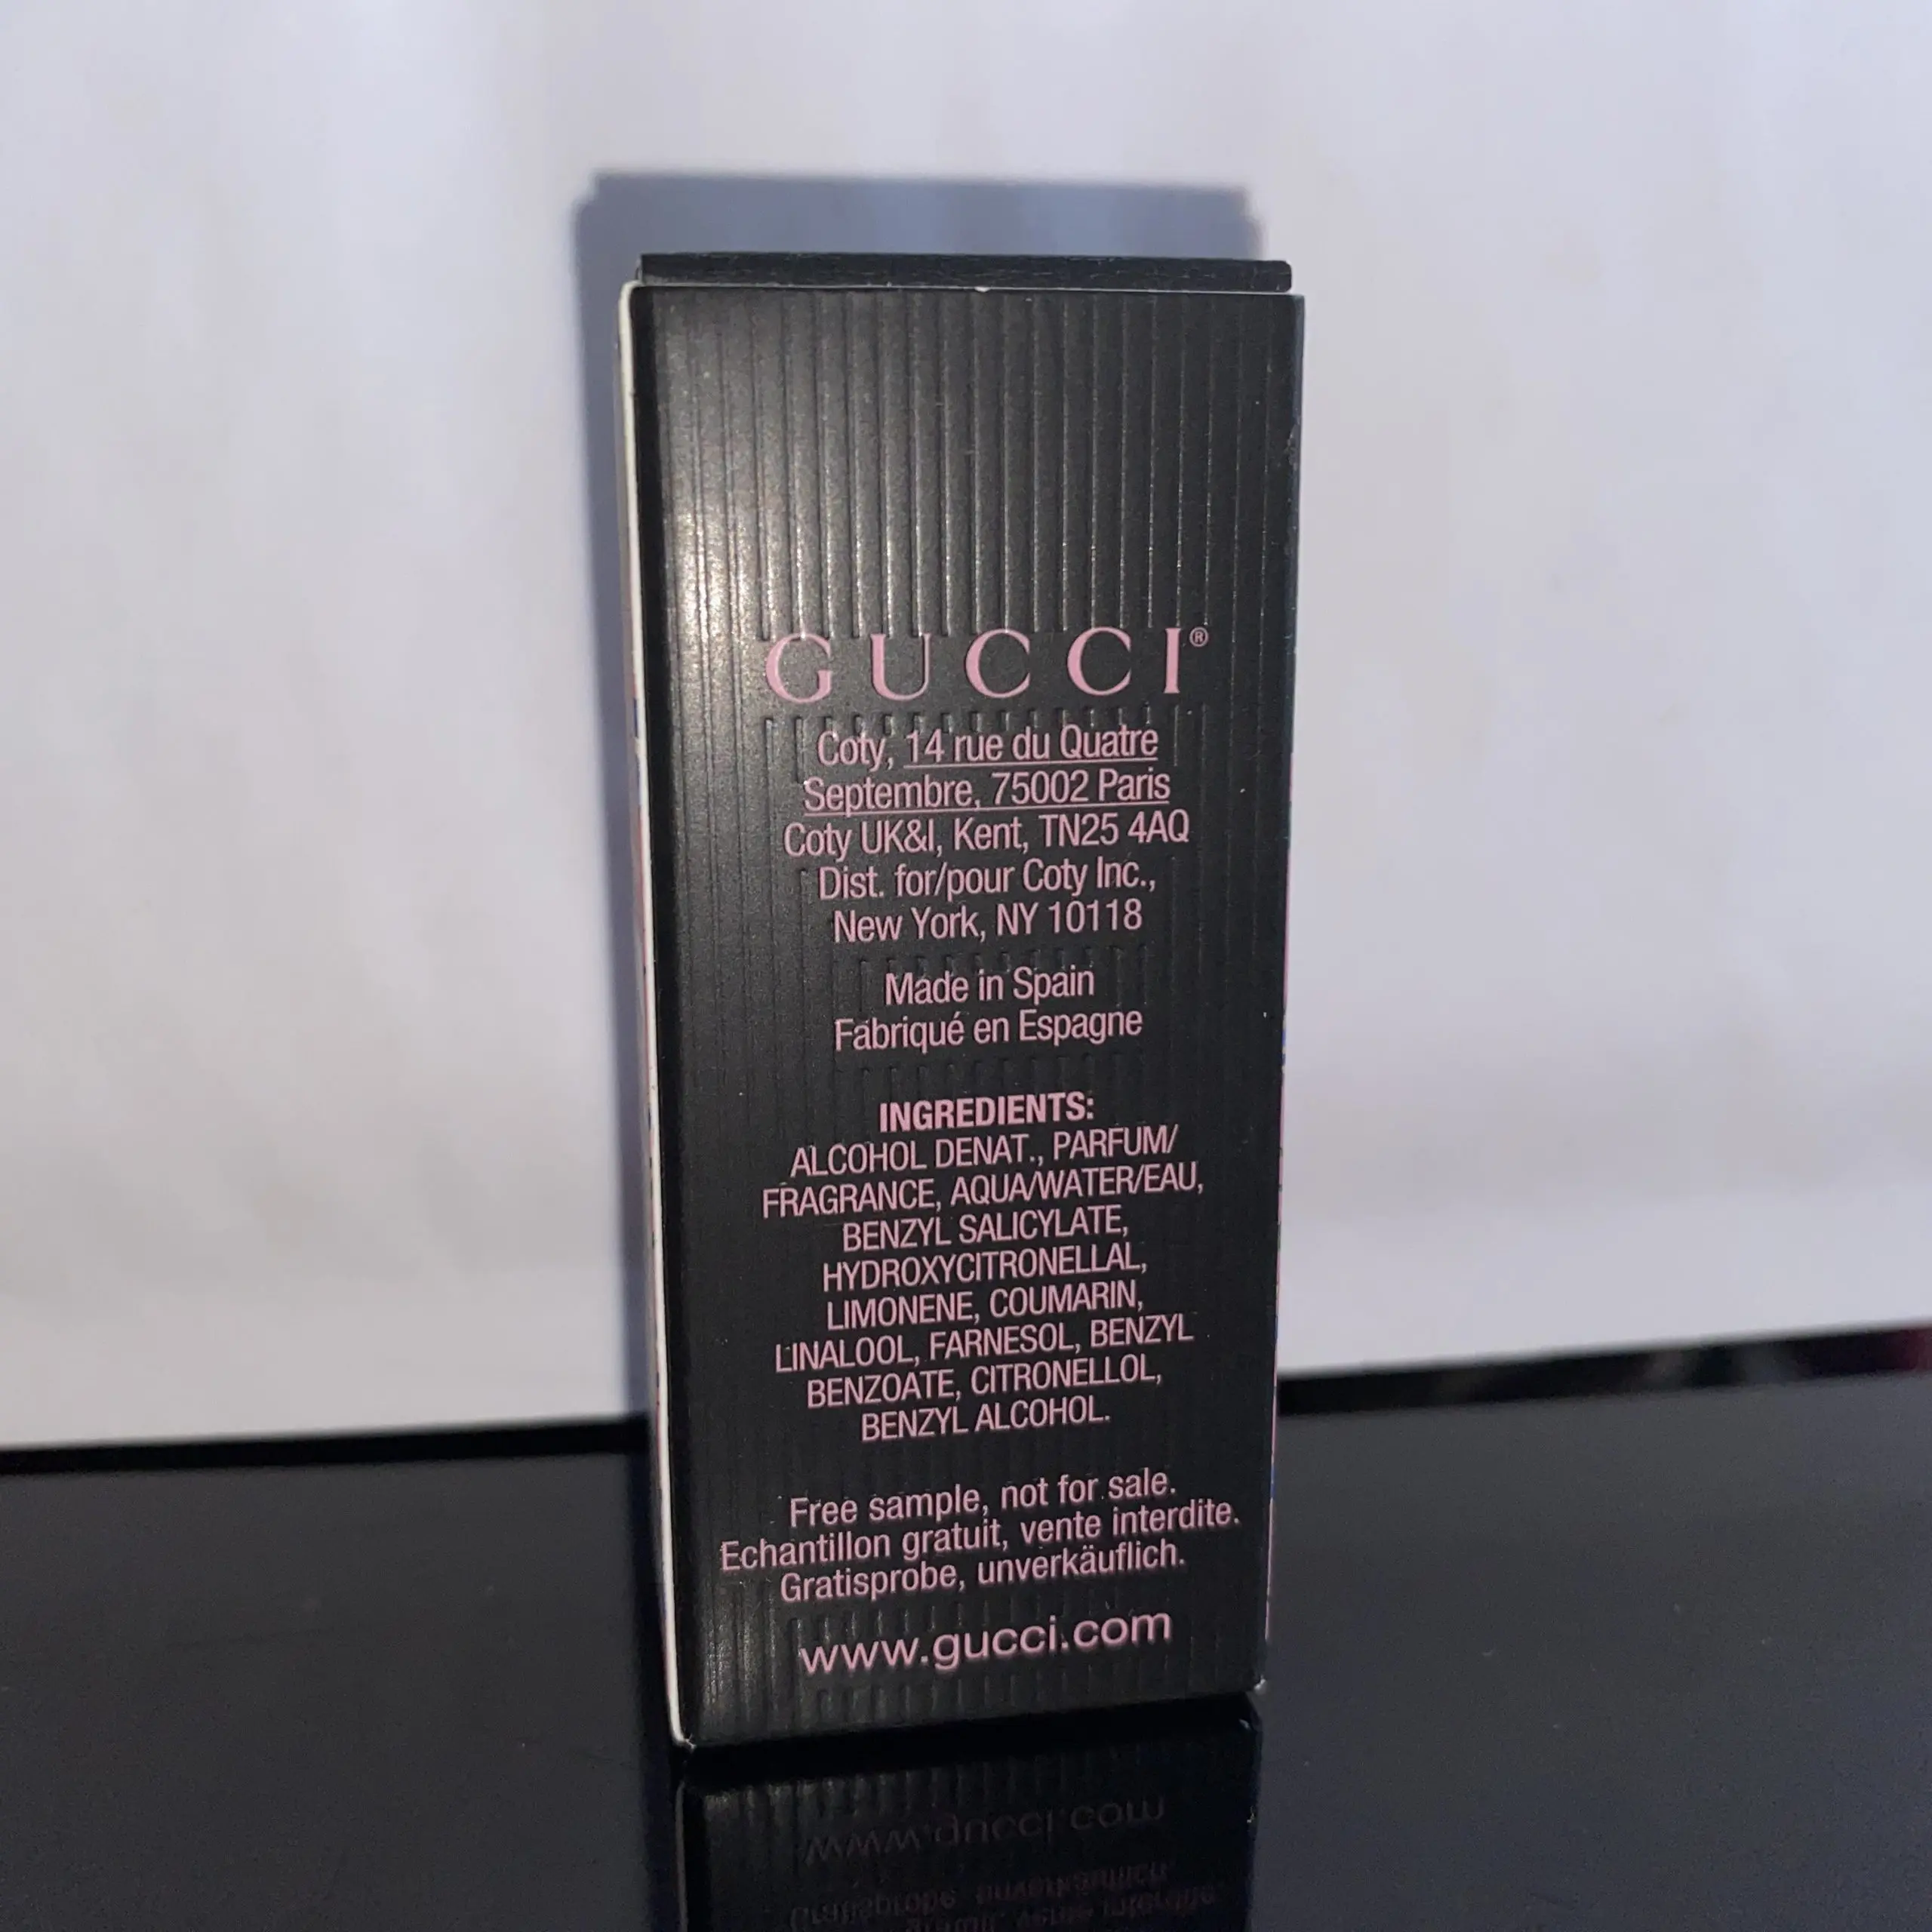 GUCCI®
Coty, 14 rue du Quatre
Septembre, 75002 Paris
Coty UK&I, Kent, TN25 4AQ
Dist. for/pour Coty Inc.,
New York, NY 10118
Made in Spain
Fabriqué en Espagne
INGREDIENTS:
ALCOHOL DENAT., PARFUM/
FRAGRANCE, AQUA/WATER/EAU,
BENZYL SALICYLATE,
HYDROXYCITRONELLAL,
LIMONENE, COUMARIN,
LINALOOL, FARNESOL, BENZYL
BENZOATE, CITRONELLOL,
BENZYL ALCOHOL.
Free sample, not for sale.
Echantillon gratuit, vente interdite.
Gratisprobe, unverkäuflich.
www.gucci.com